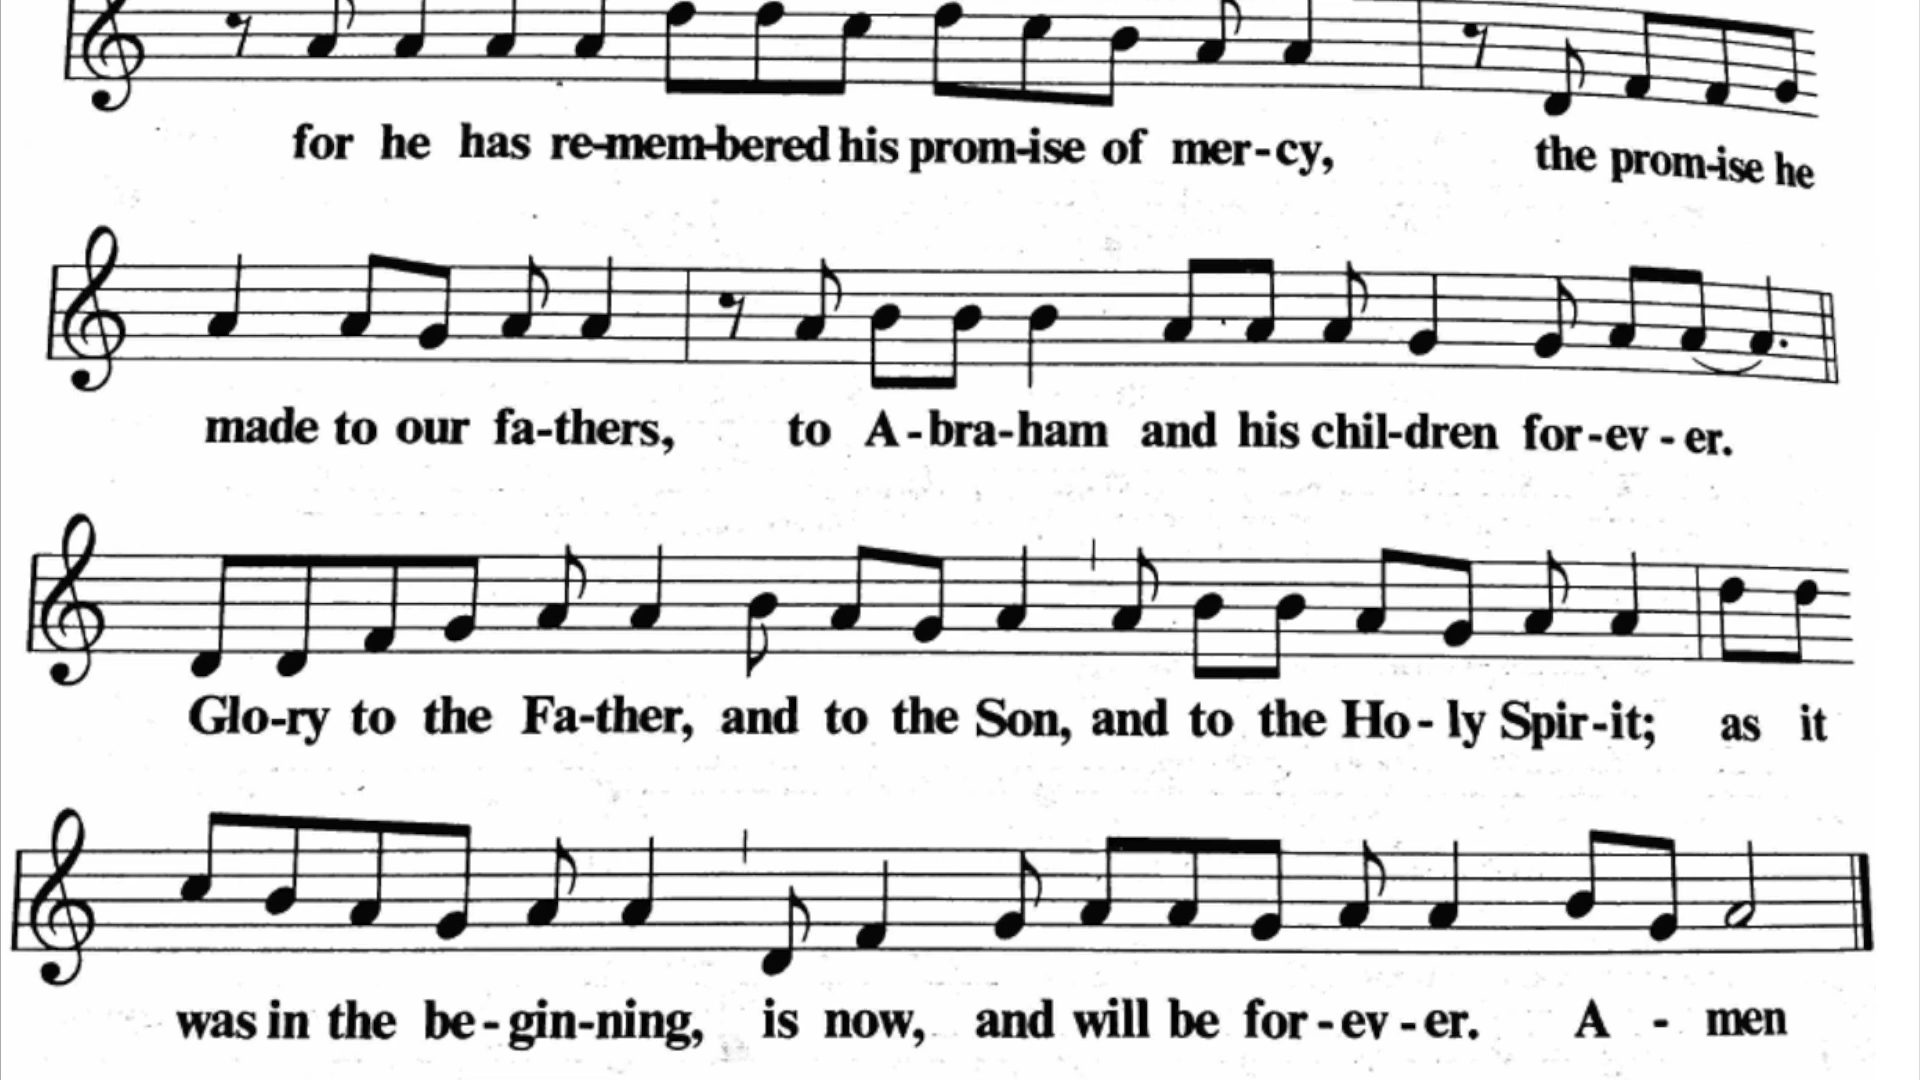 for he has re-mem-bered his prom-ise of mer-cy, the prom-ise he
made to our fa-thers, to A-bra-ham and his chil-dren for-ev-er.
Glo-ry to the Fa-ther, and to the Son, and to the Ho-ly Spir-it; as it
was in the be-gin-ning, is now, and will be for-ev-er. A-men